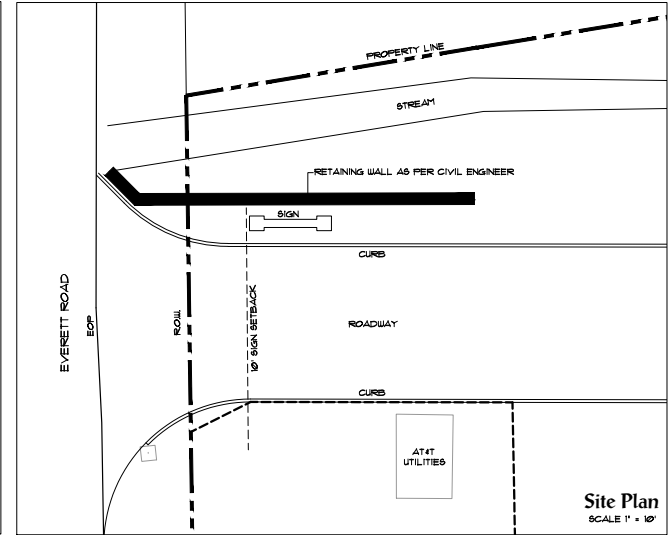 PROPERTY LINE
STREAM
RETAINING WALL AS PER CIVIL ENGINEER
SIGN
CURB
EVERETT ROAD
EOP
R.O.W.
10' SIGN SETBACK
ROADWAY
CURB
AT&T
UTILITIES
Site Plan
SCALE 1" = 10'